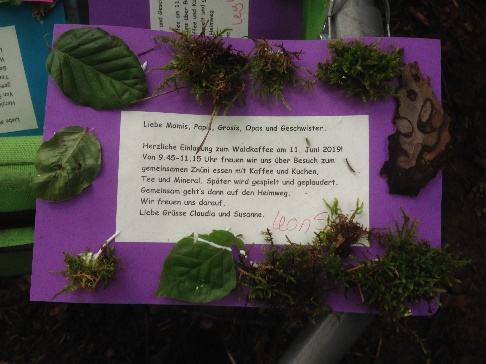 Liebe Mamis, Papis, Grosis, Opas und Geschwister.
Herzliche Einladung zum Waldkaffee am 11. Juni 2019!
Von 9.45-11.15 Uhr freuen wir uns über Besuch zum
gemeinsamen Znüni essen mit Kaffee und Kuchen,
Tee und Mineral. Später wird gespielt und geplaudert.
Gemeinsam geht's dann auf den Heimweg.
Wir freuen uns darauf.
Liebe Grüsse Claudia und Susanne.